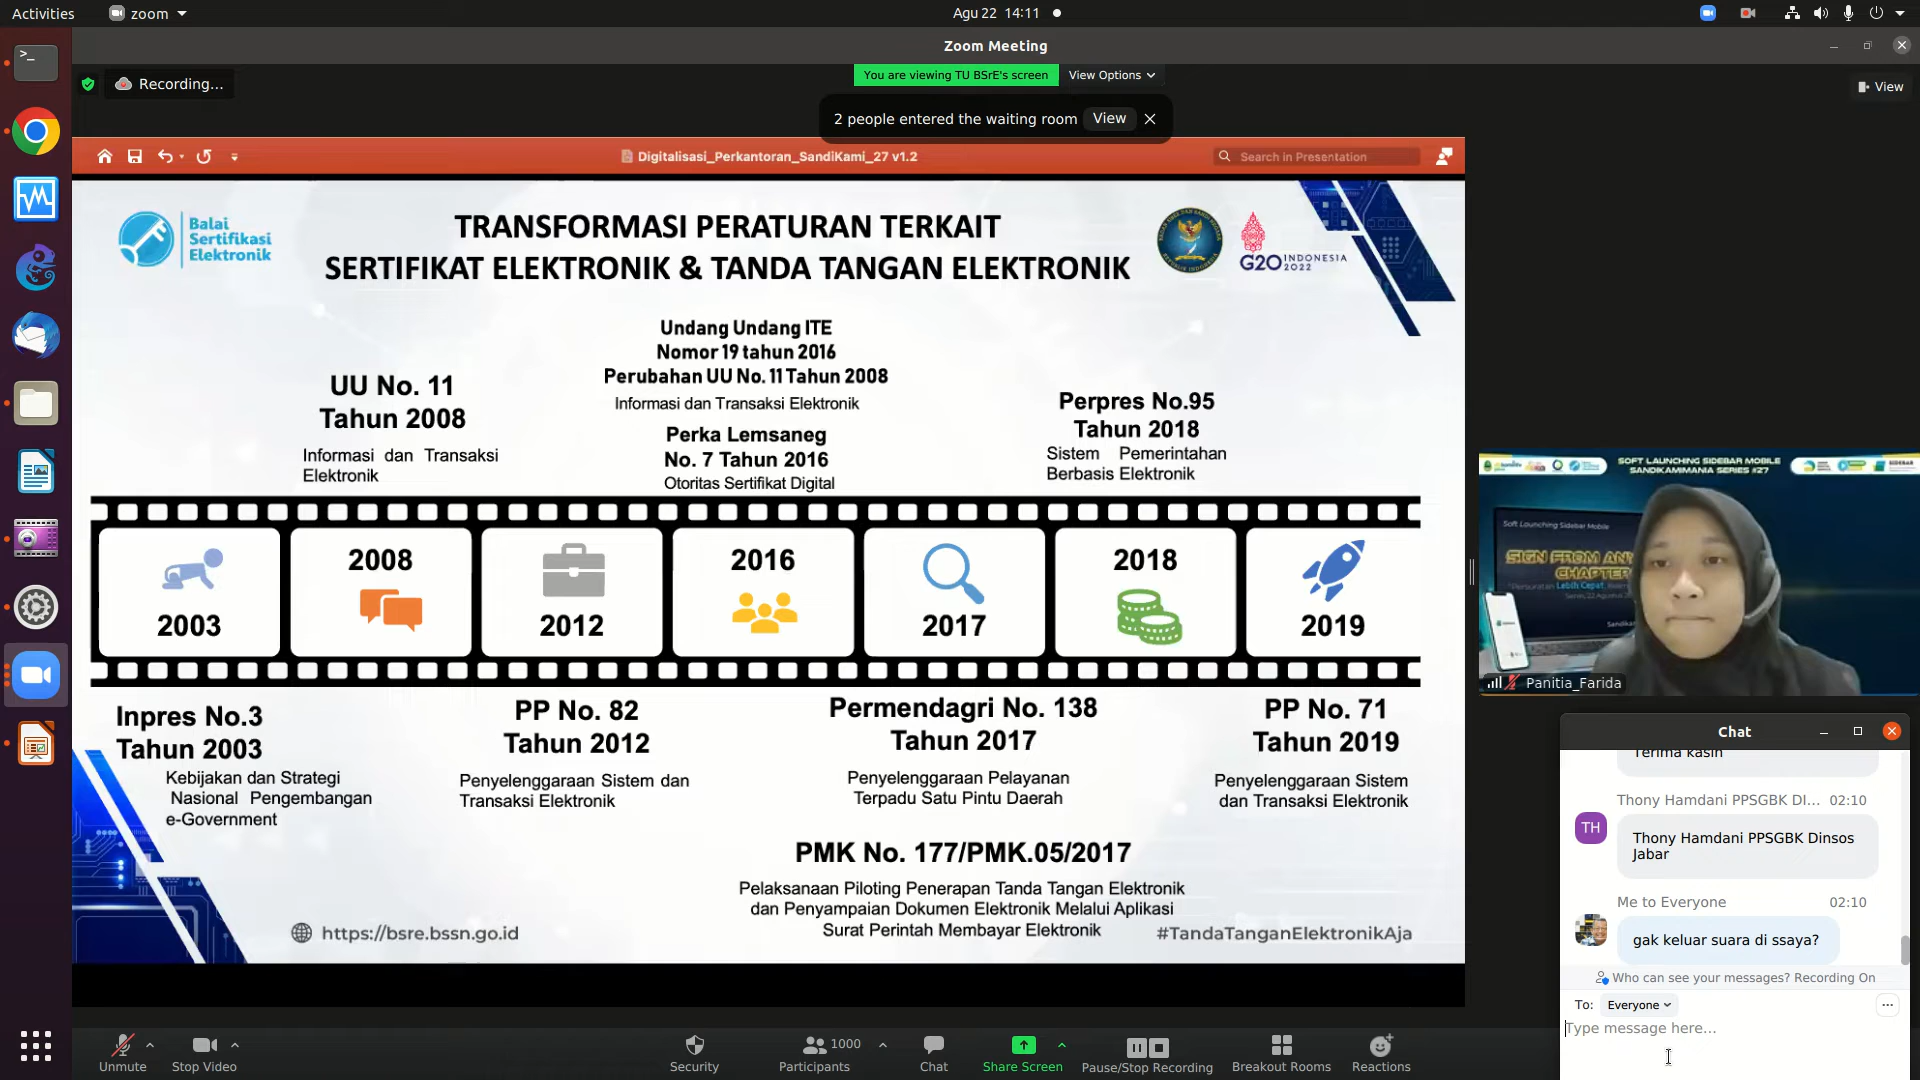 Activities
zoom
Agu 22 14:11
Zoom Meeting
Recording...
You are viewing TU BSrE's screen
View Options
View
2 people entered the waiting room
View
Digitalisasi_Perkantoran_SandiKami_27 v1.2
Search in Presentation
Balai
Sertifikasi
Elektronik
TRANSFORMASI PERATURAN TERKAIT
SERTIFIKAT ELEKTRONIK & TANDA TANGAN ELEKTRONIK
G20 INDONESIA
2022
UU No. 11
Tahun 2008
Informasi dan Transaksi
Elektronik
Undang Undang ITE
Nomor 19 tahun 2016
Perubahan UU No. 11 Tahun 2008
Informasi dan Transaksi Elektronik
Perka Lemsaneg
No. 7 Tahun 2016
Otoritas Sertifikat Digital
Perpres No.95
Tahun 2018
Sistem Pemerintahan
Berbasis Elektronik
2003
2008
2012
2016
2017
2018
2019
Inpres No.3
Tahun 2003
Kebijakan dan Strategi
Nasional Pengembangan
e-Government
PP No. 82
Tahun 2012
Penyelenggaraan Sistem dan
Transaksi Elektronik
Permendagri No. 138
Tahun 2017
Penyelenggaraan Pelayanan
Terpadu Satu Pintu Daerah
PP No. 71
Tahun 2019
Penyelenggaraan Sistem
dan Transaksi Elektronik
PMK No. 177/PMK.05/2017
Pelaksanaan Piloting Penerapan Tanda Tangan Elektronik
dan Penyampaian Dokumen Elektronik Melalui Aplikasi
Surat Perintah Membayar Elektronik
https://bsre.bssn.go.id
#TandaTanganElektronikAja
SOFT LAUNCHING SIDEBAR MOBILE
SANDIKAMIMANIA SERIES #27
Soft Launching Sidebar Mobile
SIGN FROM
CHAPTER
Lebih Cepat
Panitia_Farida
Chat
Terima kasih
Thony Hamdani PPSGBK DI... 02:10
TH
Thony Hamdani PPSGBK Dinsos
Jabar
Me to Everyone 02:10
gak keluar suara di ssaya?
Who can see your messages? Recording On
To: Everyone
Type message here...
Unmute
Stop Video
Security
Participants
1000
Chat
Share Screen
Pause/Stop Recording
Breakout Rooms
Reactions